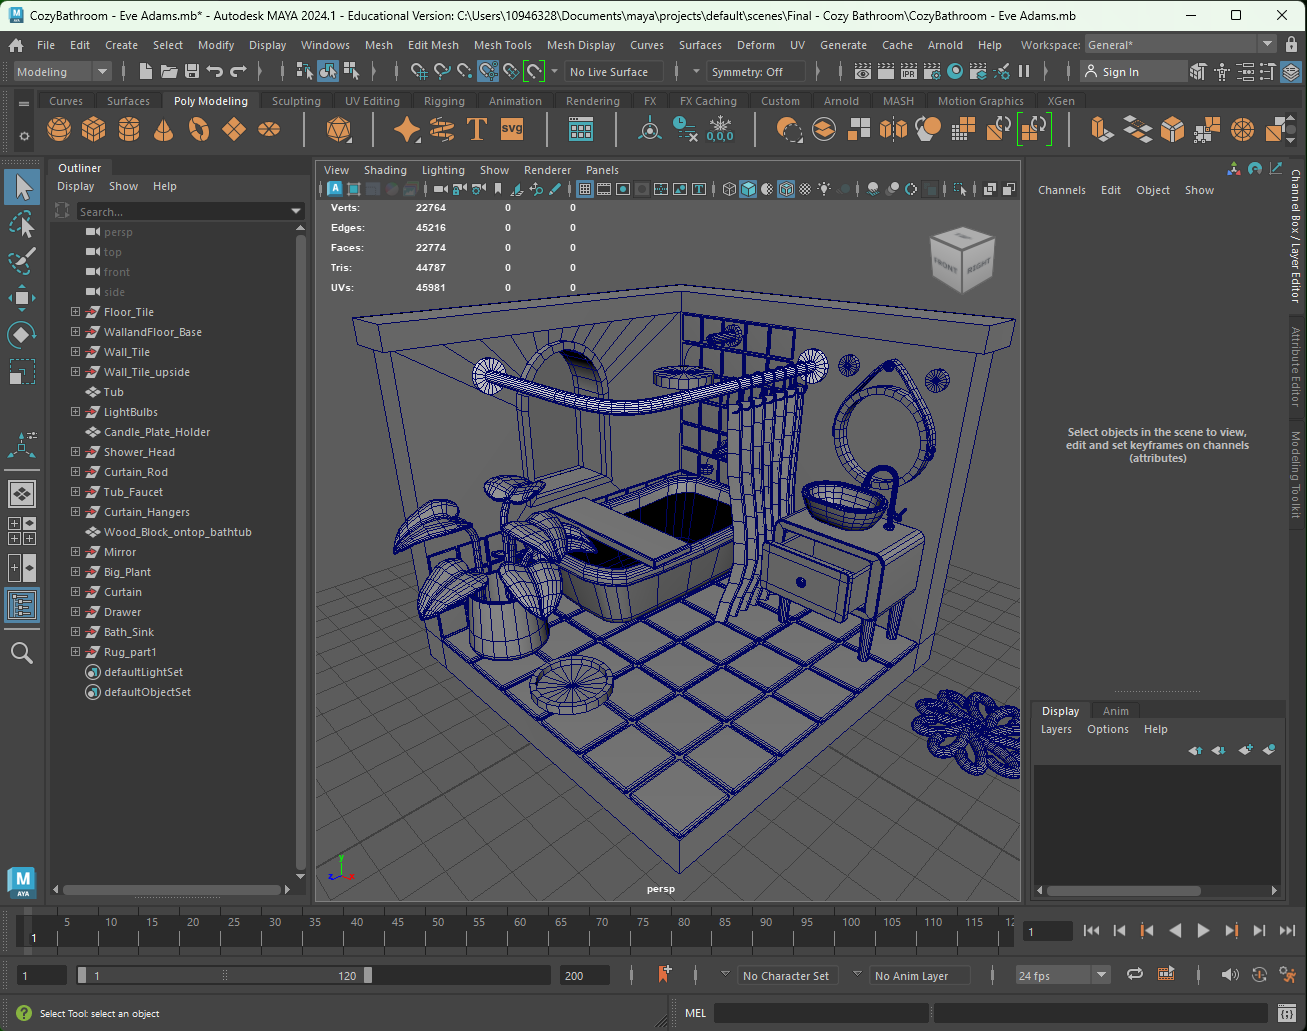 CozyBathroom - Eve Adams.mb* - Autodesk MAYA 2024.1 - Educational Version: C:\Users\10946328\Documents\maya\projects\default\scenes\Final - Cozy Bathroom\CozyBathroom - Eve Adams.mb
File Edit Create Select Modify Display Windows Mesh Edit Mesh Mesh Tools Mesh Display Curves Surfaces Deform UV Generate Cache Arnold Help Workspace: General*
Modeling No Live Surface Symmetry: Off IPR Sign In
Curves Surfaces Poly Modeling Sculpting UV Editing Rigging Animation Rendering FX FX Caching Custom Arnold MASH Motion Graphics XGen
T SVG 0,0,0
Outliner
Display Show Help
Search...
persp
top
front
side
Floor_Tile
WallandFloor_Base
Wall_Tile
Wall_Tile_upside
Tub
LightBulbs
Candle_Plate_Holder
Shower_Head
Curtain_Rod
Tub_Faucet
Curtain_Hangers
Wood_Block_ontop_bathtub
Mirror
Big_Plant
Curtain
Drawer
Bath_Sink
Rug_part1
defaultLightSet
defaultObjectSet
M
AYA
View Shading Lighting Show Renderer Panels
Verts: 22764 0 0
Edges: 45216 0 0
Faces: 22774 0 0
Tris: 44787 0 0
UVs: 45981 0 0
FRONT RIGHT
y
z x
persp
Channels Edit Object Show
Select objects in the scene to view,
edit and set keyframes on channels
(attributes)
Channel Box / Layer Editor
Attribute Editor
Modeling Toolkit
Display Anim
Layers Options Help
5 10 15 20 25 30 35 40 45 50 55 60 65 70 75 80 85 90 95 100 105 110 115 12
1
1
1 1 120 200 No Character Set No Anim Layer 24 fps
Select Tool: select an object
MEL